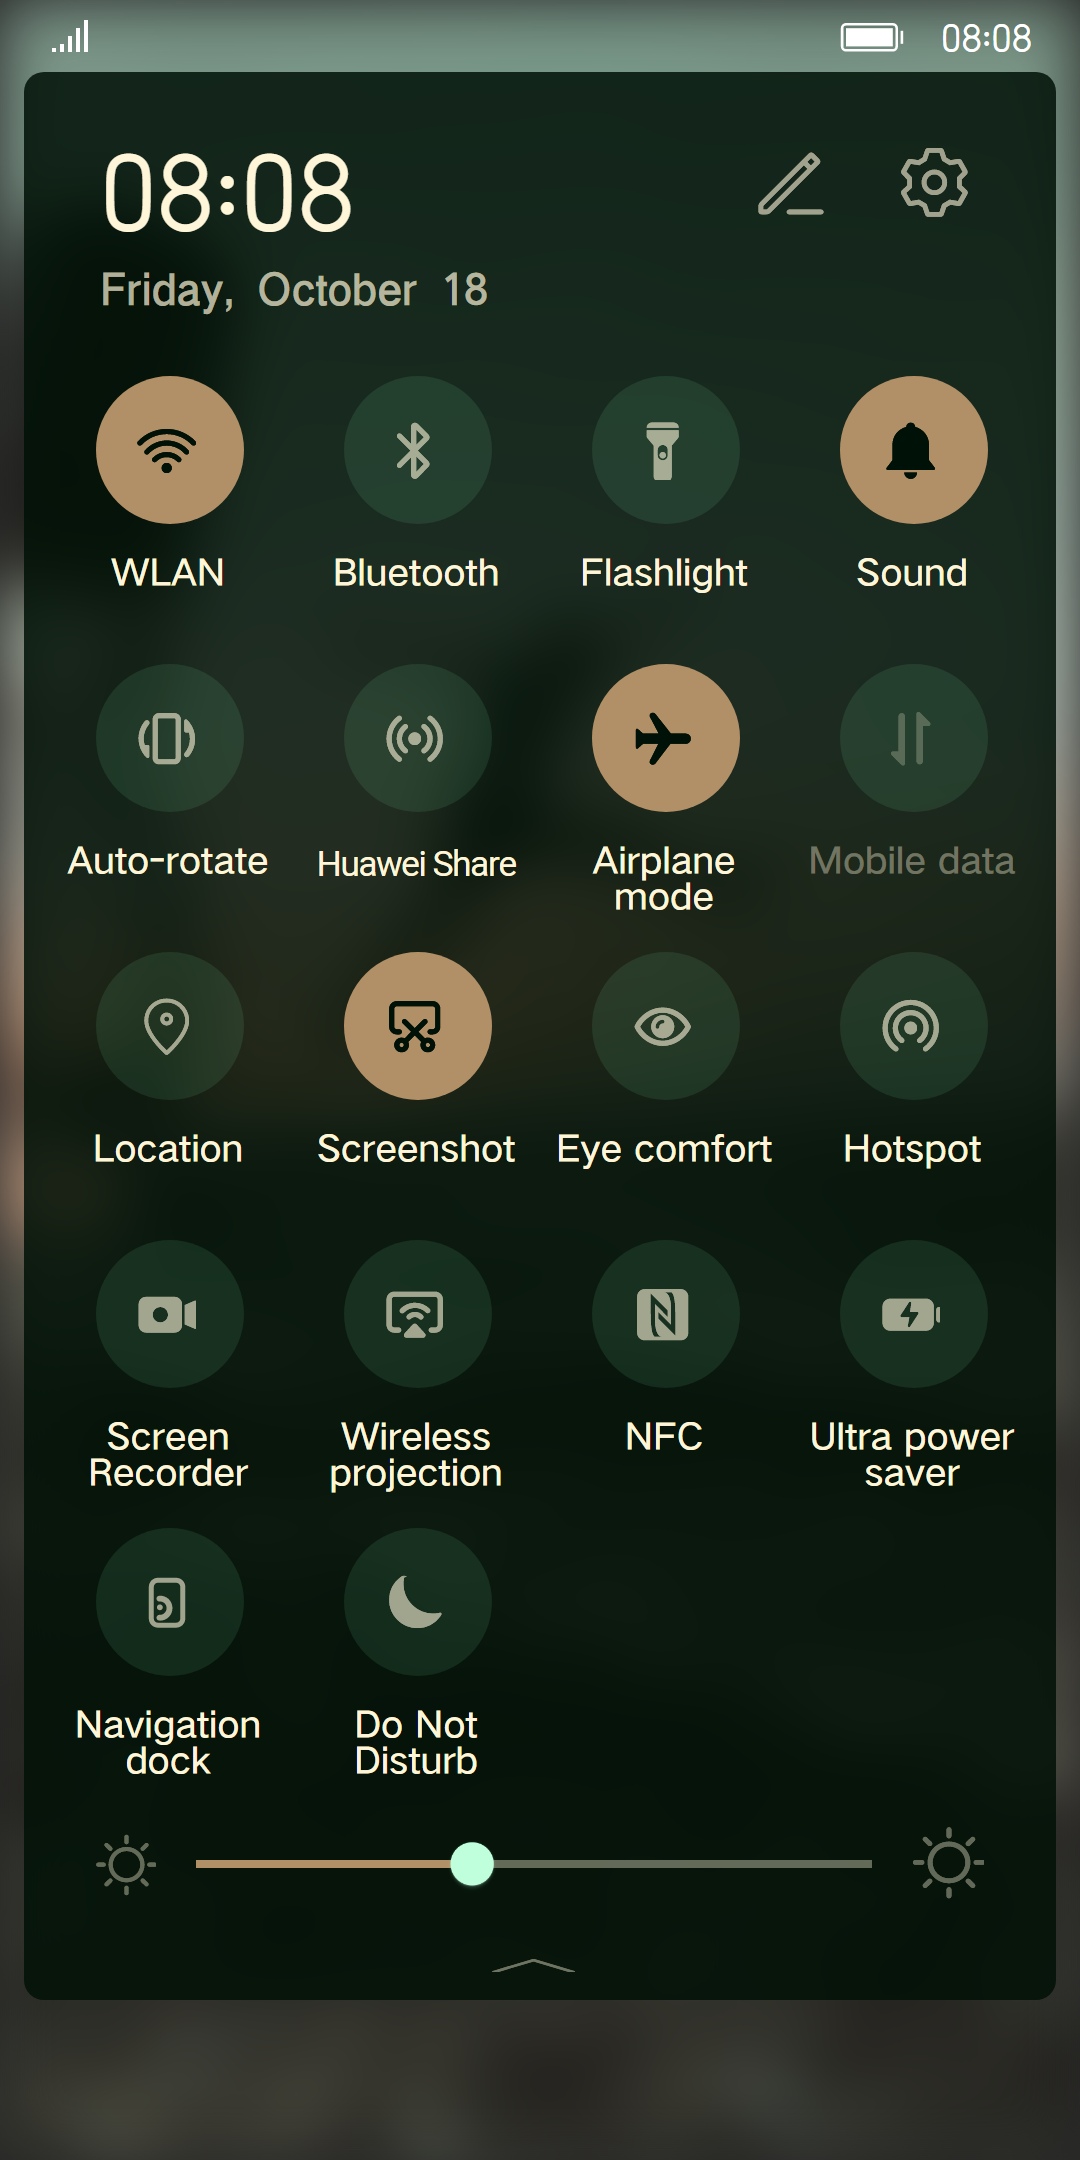 08:08
08:08
Friday, October 18
WLAN
Bluetooth
Flashlight
Sound
Auto-rotate
Huawei Share
Airplane
mode
Mobile data
Location
Screenshot
Eye comfort
Hotspot
Screen
Recorder
Wireless
projection
NFC
Ultra power
saver
Navigation
dock
Do Not
Disturb